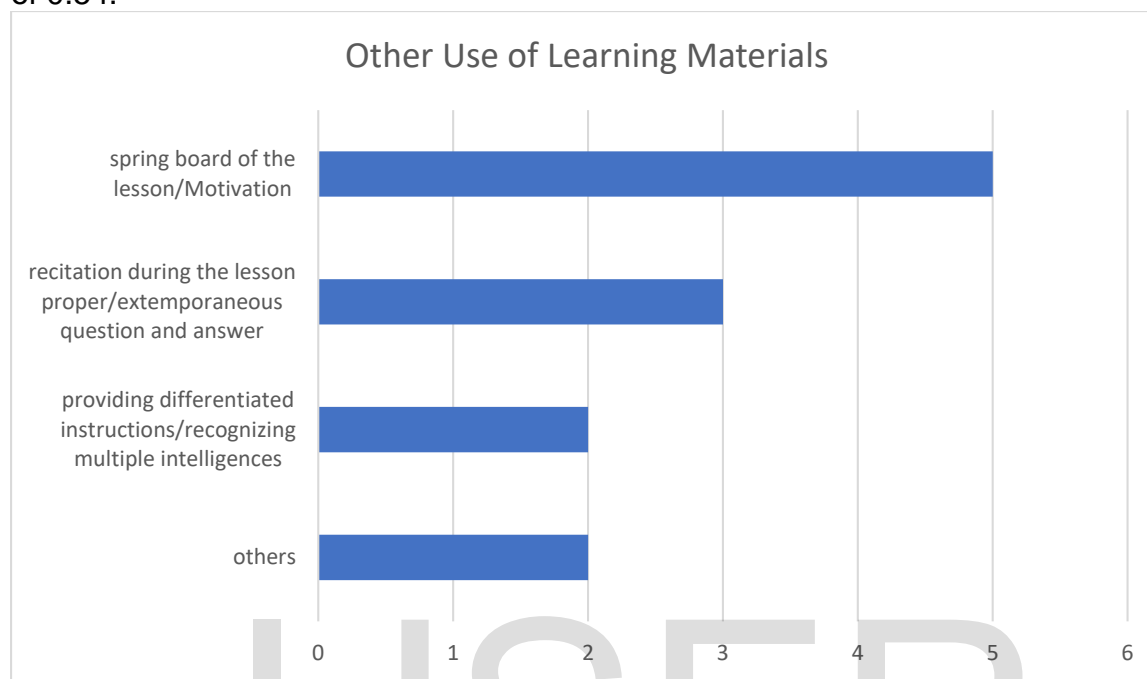 Other Use of Learning Materials
spring board of the
lesson/Motivation
recitation during the lesson
proper/extemporaneous
question and answer
providing differentiated
instructions/recognizing
multiple intelligences
others
0 1 2 3 4 5 6